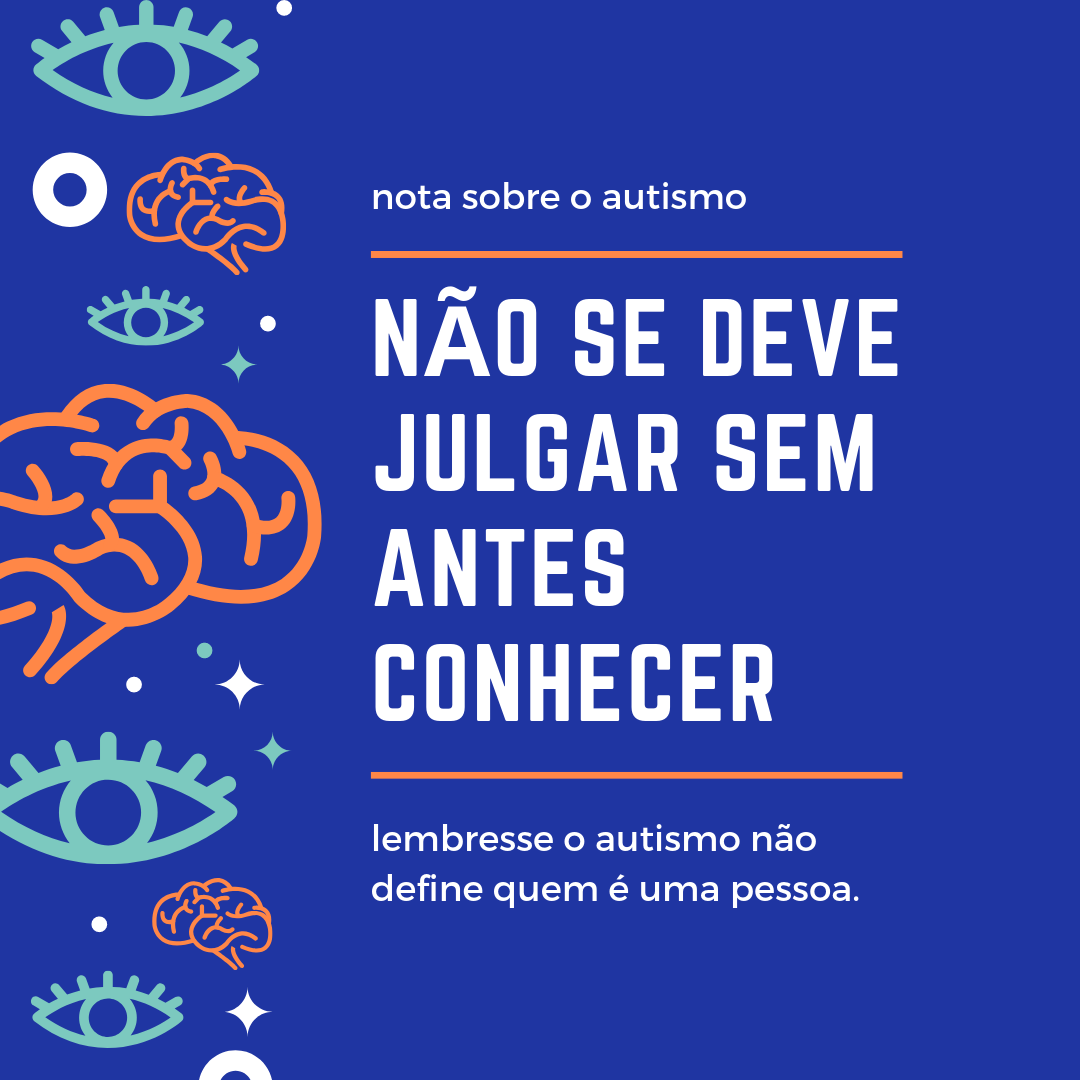 nota sobre o autismo
NÃO SE DEVE
JULGAR SEM
ANTES
CONHECER
lembresse o autismo não
define quem é uma pessoa.